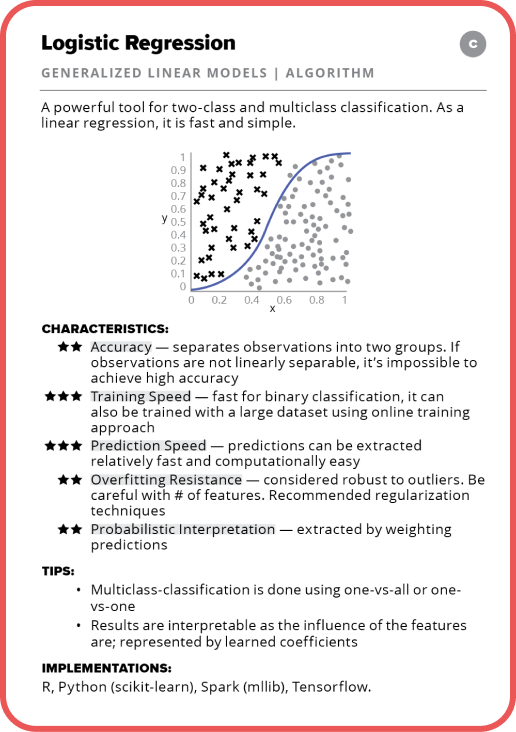 Logistic Regression
C
GENERALIZED LINEAR MODELS | ALGORITHM
A powerful tool for two-class and multiclass classification. As a
linear regression, it is fast and simple.
1
0.9
0.8
0.7
0.6
y
0.5
0.4
0.3
0.2
0.1
0
0 0.2 0.4 0.6 0.8 1
x
CHARACTERISTICS:
★★ Accuracy — separates observations into two groups. If
observations are not linearly separable, it's impossible to
achieve high accuracy
★★★ Training Speed — fast for binary classification, it can
also be trained with a large dataset using online training
approach
★★★ Prediction Speed — predictions can be extracted
relatively fast and computationally easy
★★ Overfitting Resistance — considered robust to outliers. Be
careful with # of features. Recommended regularization
techniques
★★ Probabilistic Interpretation — extracted by weighting
predictions
TIPS:
• Multiclass-classification is done using one-vs-all or one-
vs-one
• Results are interpretable as the influence of the features
are; represented by learned coefficients
IMPLEMENTATIONS:
R, Python (scikit-learn), Spark (mllib), Tensorflow.